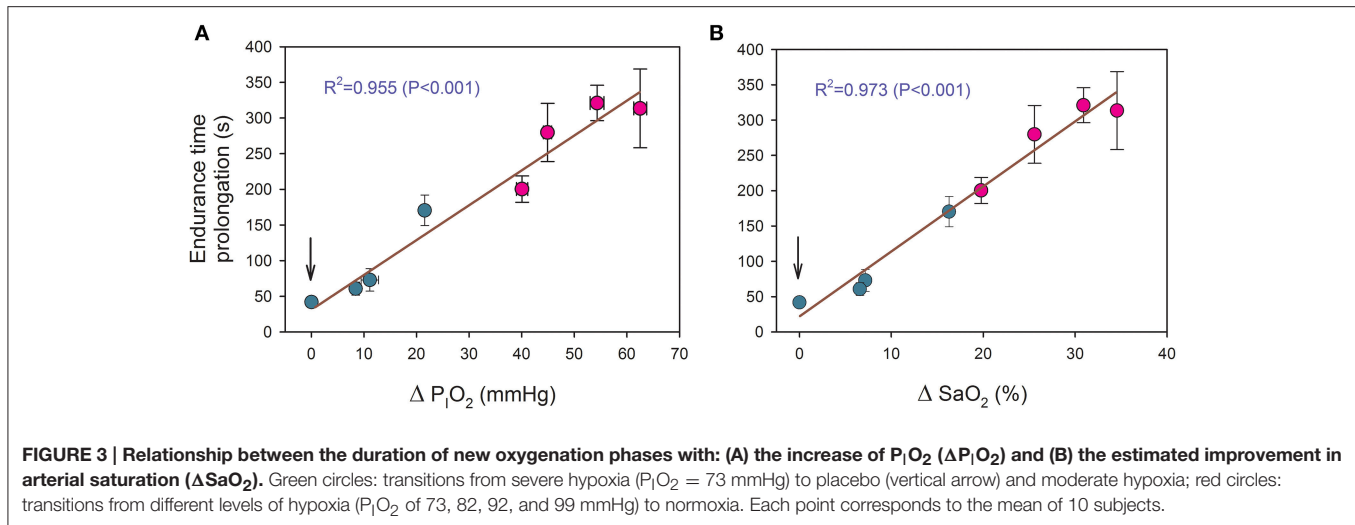 A
B
400
350
300
250
200
150
100
50
0
R²=0.955 (P<0.001)
Endurance time
prolongation (s)
0 10 20 30 40 50 60 70
Δ PIO₂ (mmHg)
400
350
300
250
200
150
100
50
0
R²=0.973 (P<0.001)
0 10 20 30 40
Δ SaO₂ (%)
FIGURE 3 | Relationship between the duration of new oxygenation phases with: (A) the increase of PIO₂ (ΔPIO₂) and (B) the estimated improvement in
arterial saturation (ΔSaO₂). Green circles: transitions from severe hypoxia (PIO₂ = 73 mmHg) to placebo (vertical arrow) and moderate hypoxia; red circles:
transitions from different levels of hypoxia (PIO₂ of 73, 82, 92, and 99 mmHg) to normoxia. Each point corresponds to the mean of 10 subjects.